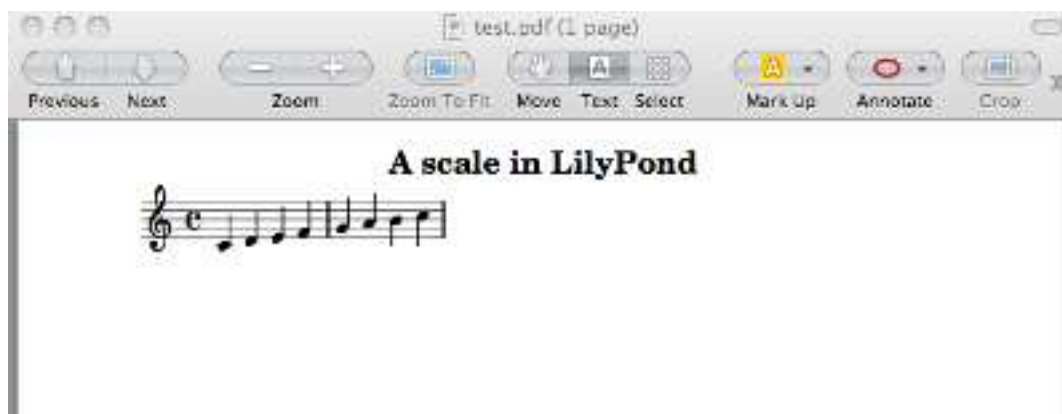 test.pdf (1 page)
Previous Next Zoom Zoom To Fit Move Text Select Mark Up Annotate Crop
A scale in LilyPond